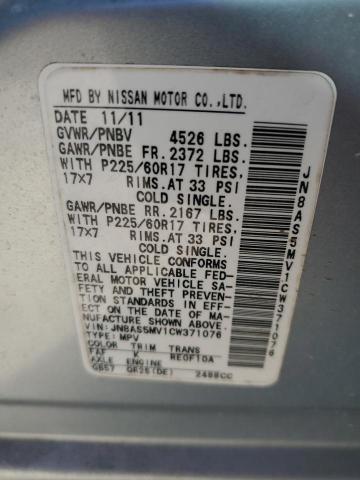 MFD BY NISSAN MOTOR CO.,LTD.
DATE 11/11
GVWR/PNBV 4526 LBS.
GAWR/PNBE FR. 2372 LBS.
WITH P225/60R17 TIRES,
17x7 RIMS.AT 33 PSI
COLD SINGLE.
GAWR/PNBE RR. 2167 LBS.
WITH P225/60R17 TIRES,
17x7 RIMS.AT 33 PSI
COLD SINGLE.
THIS VEHICLE CONFORMS
TO ALL APPLICABLE FED-
ERAL MOTOR VEHICLE SA-
FETY AND THEFT PREVEN-
TION STANDARDS IN EFF-
ECT ON THE DATE OF MA-
NUFACTURE SHOWN ABOVE.
VIN:JN8AS5MV1CW371076
TYPE:MPV
COLOR TRIM TRANS
FAF K RE0F10A
AXLE ENGINE
GB57 QR25(DE) 2488CC
JN8AS5MV1CW371076